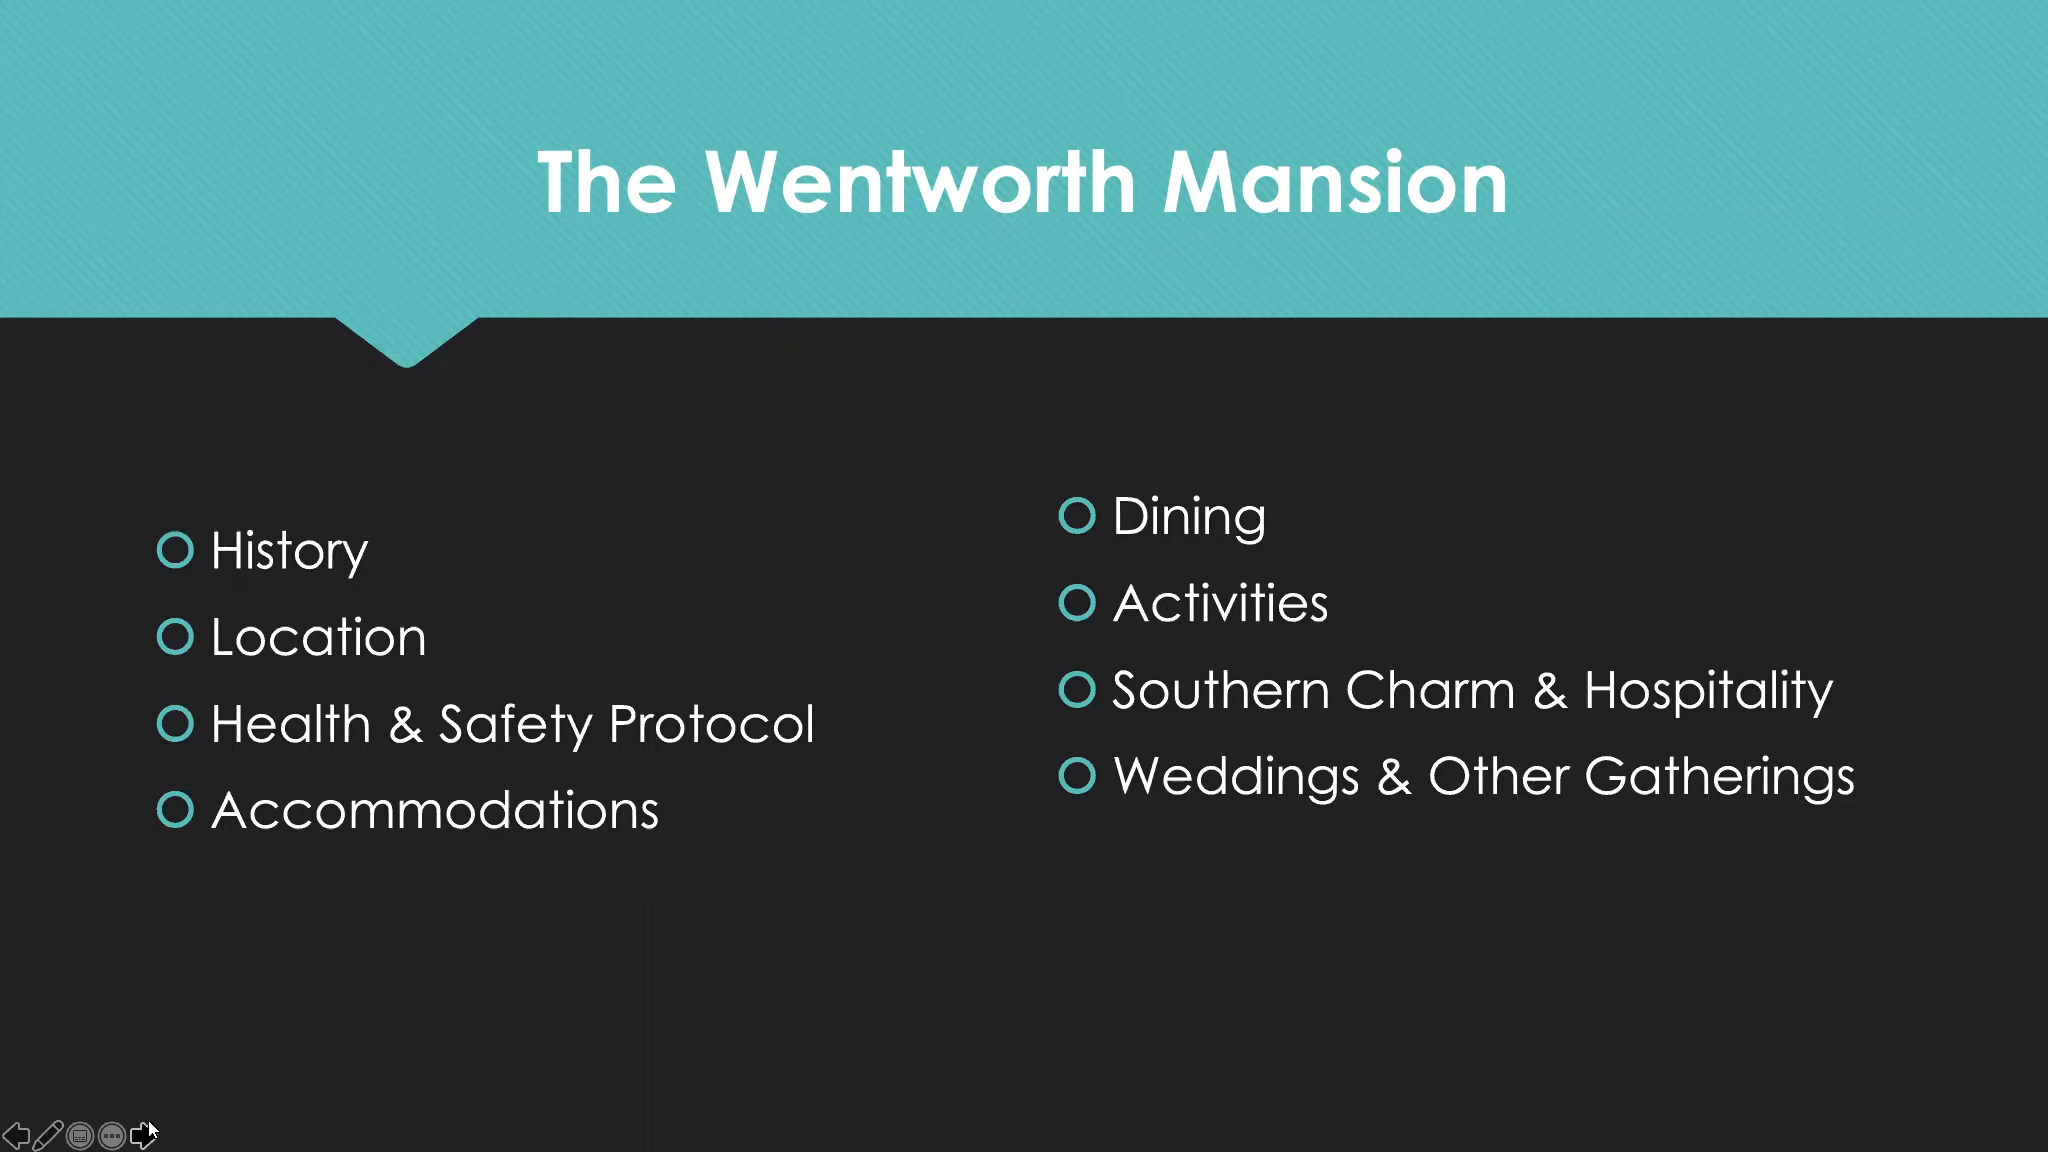 The Wentworth Mansion
History
Location
Health & Safety Protocol
Accommodations
Dining
Activities
Southern Charm & Hospitality
Weddings & Other Gatherings